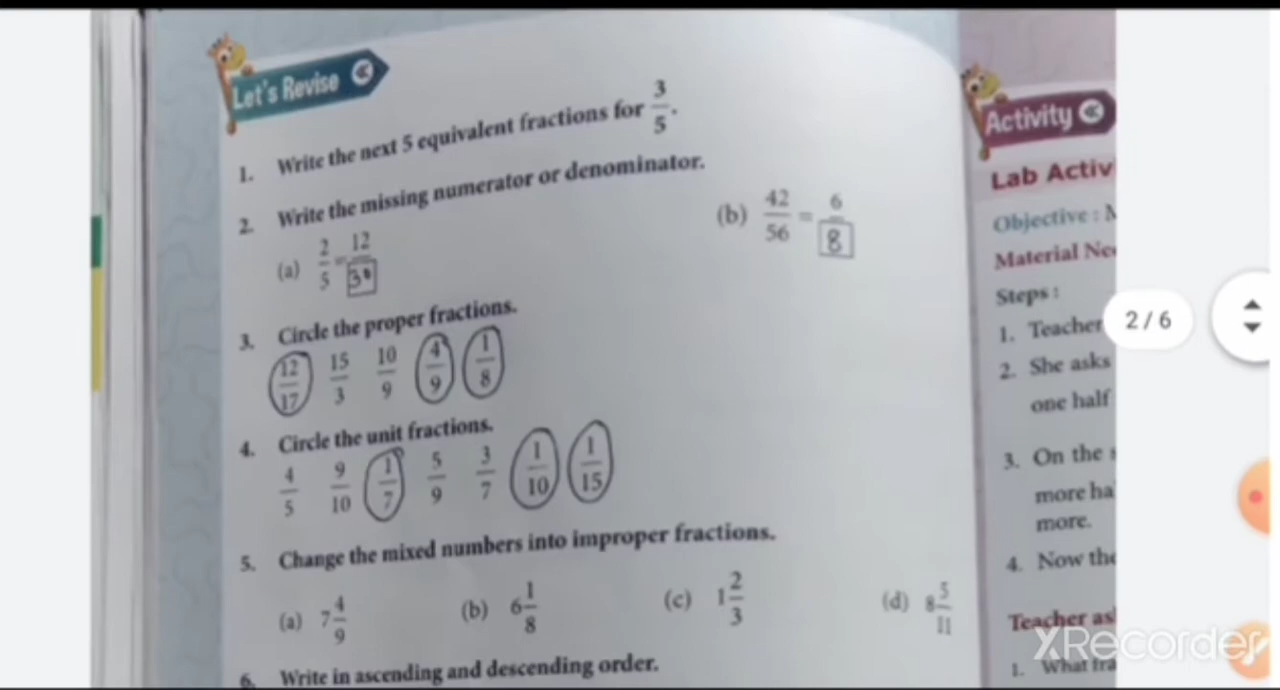 Let's Revise
1. Write the next 5 equivalent fractions for 3/5.
2. Write the missing numerator or denominator.
(a) 2/5 = 12/30 (b) 42/56 = 6/8
3. Circle the proper fractions.
12/17 15/3 10/9 4/9 1/8
4. Circle the unit fractions.
4/5 9/10 1/7 5/9 3/7 1/10 1/15
5. Change the mixed numbers into improper fractions.
(a) 7 4/9 (b) 6 1/8 (c) 1 2/3 (d) 8 5/11
6. Write in ascending and descending order.
Activity
Lab Activ
Objective : M
Material Ne
Steps :
1. Teacher
2. She asks
one half
3. On the s
more ha
more.
4. Now the
Teacher as
1. What fra
2 / 6
XRecorder